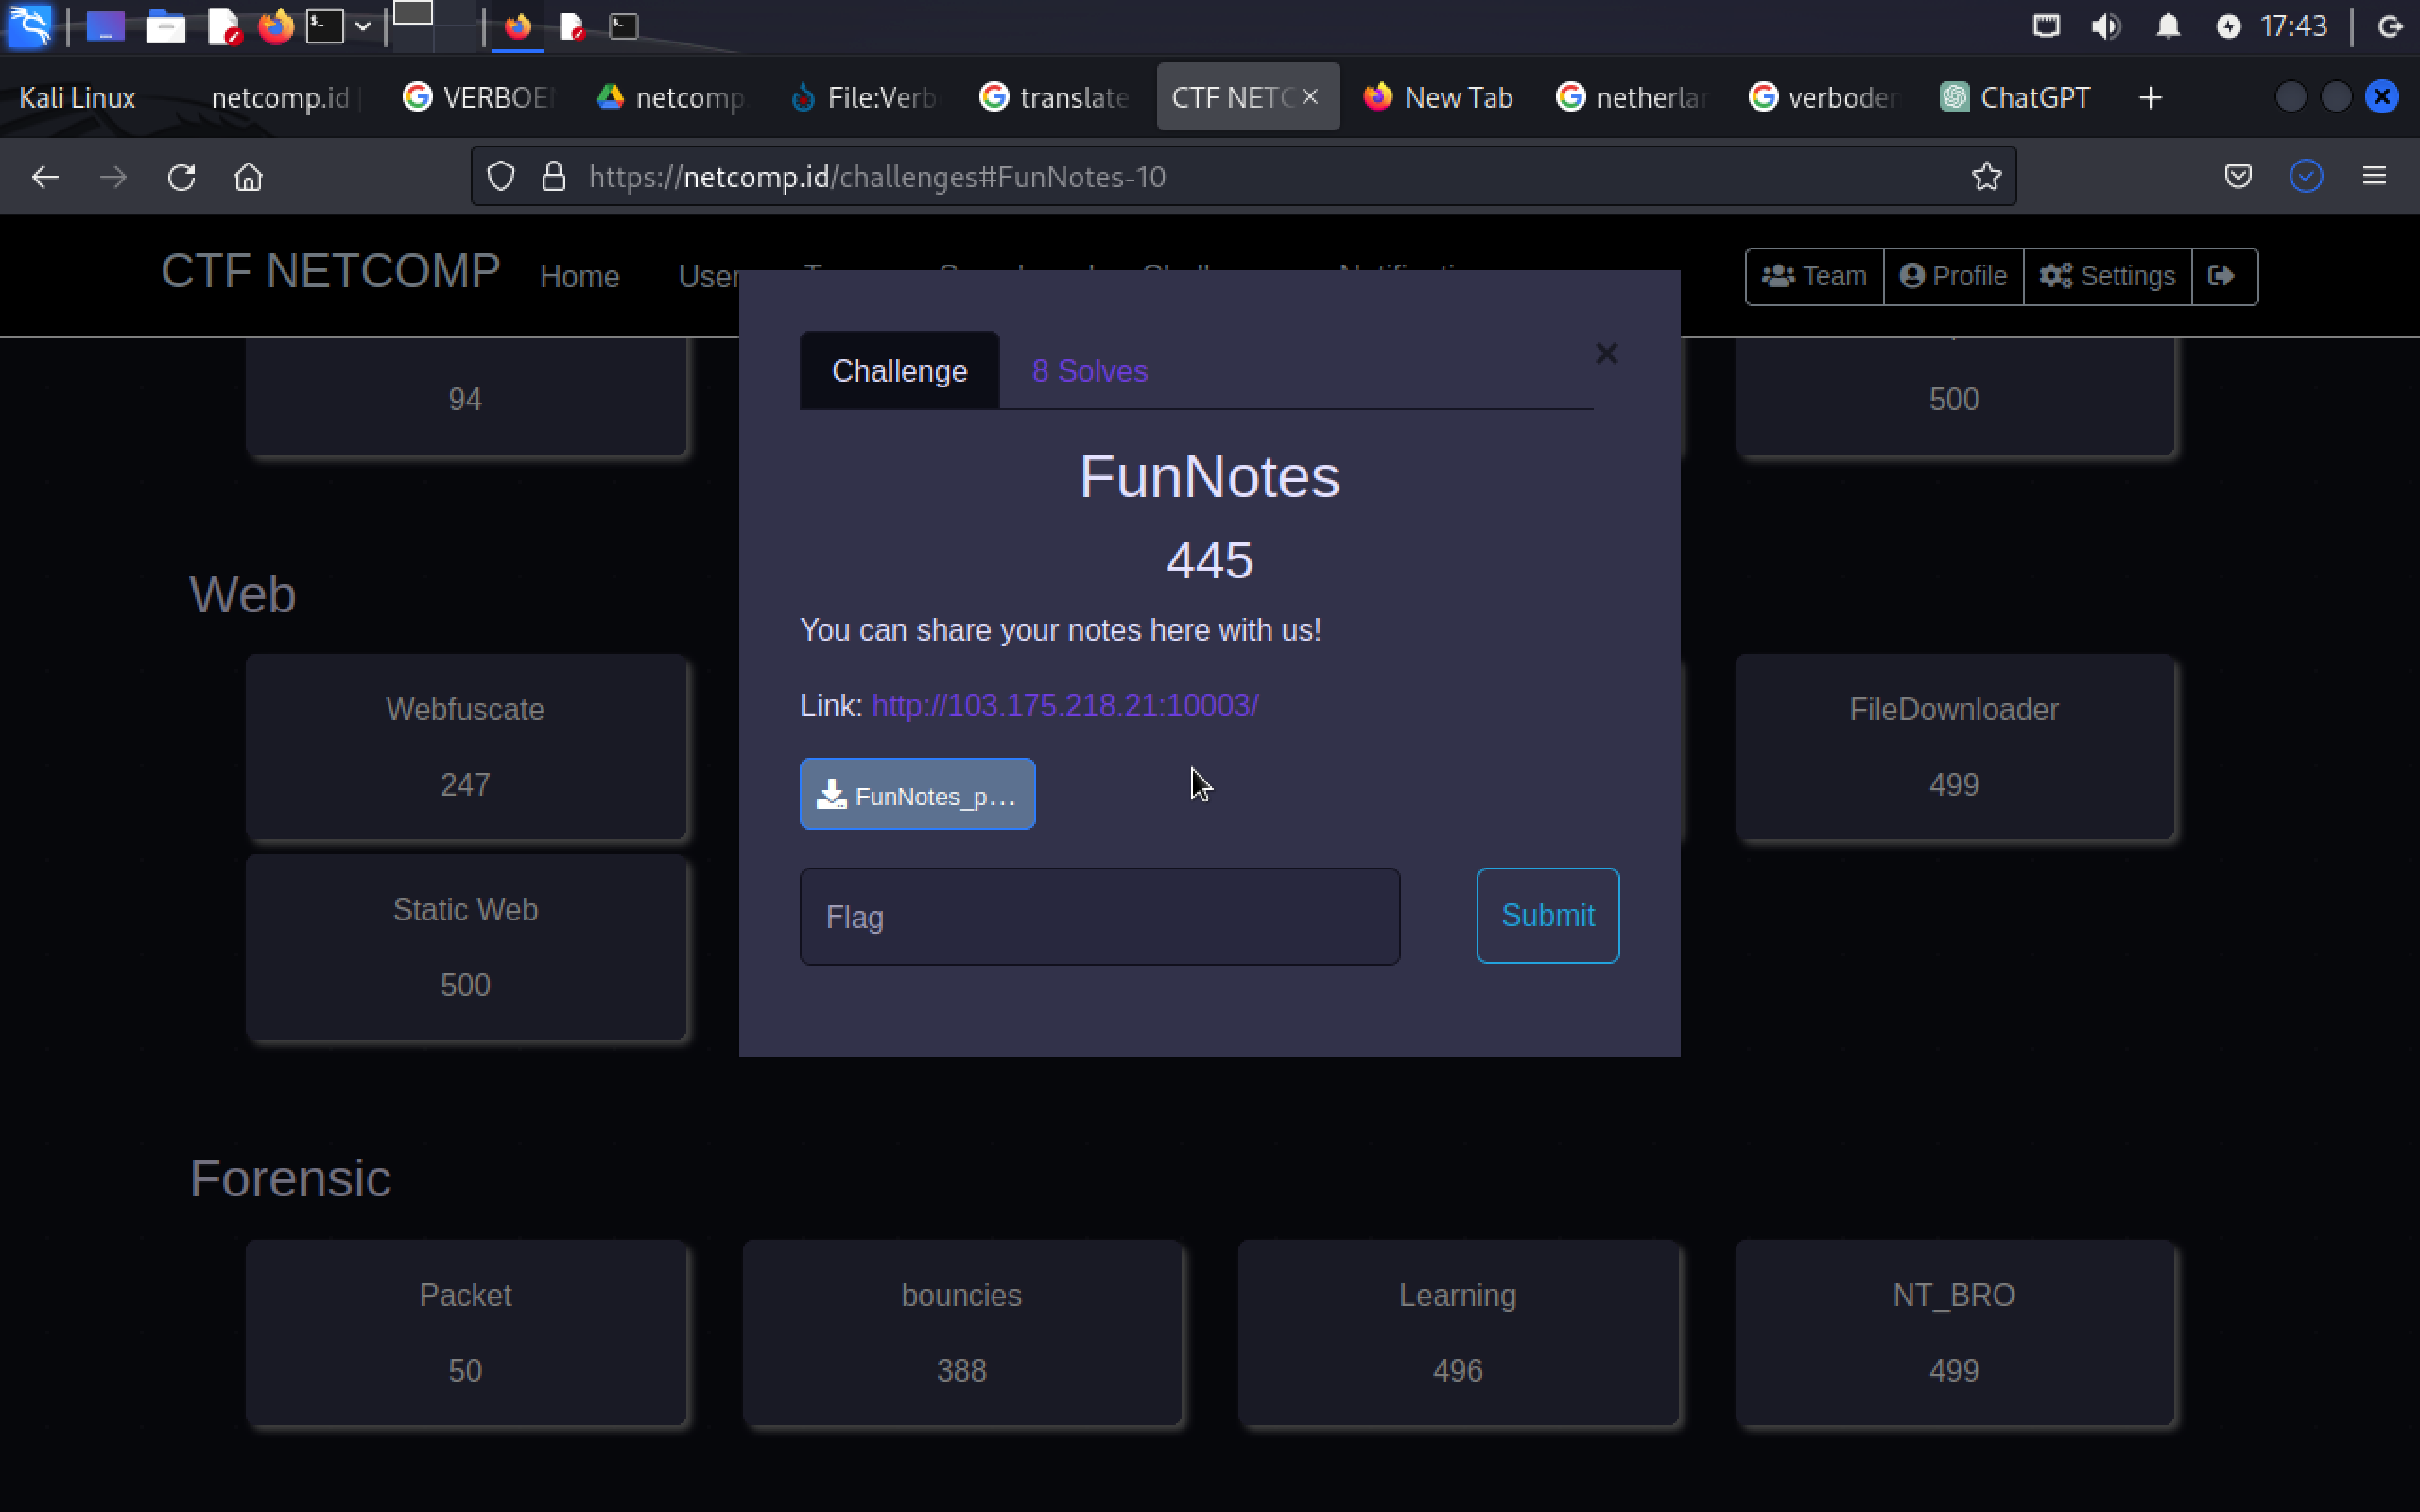 17:43
Kali Linux
netcomp.id
VERBOE
netcomp
File:Verb
translate
CTF NETC
New Tab
netherlar
verboden
ChatGPT
https://netcomp.id/challenges#FunNotes-10
CTF NETCOMP
Home
User
Team
Profile
Settings
Challenge
8 Solves
94
500
FunNotes
445
You can share your notes here with us!
Link: http://103.175.218.21:10003/
FunNotes_p...
Flag
Submit
Web
Webfuscate
247
FileDownloader
499
Static Web
500
Forensic
Packet
50
bouncies
388
Learning
496
NT_BRO
499